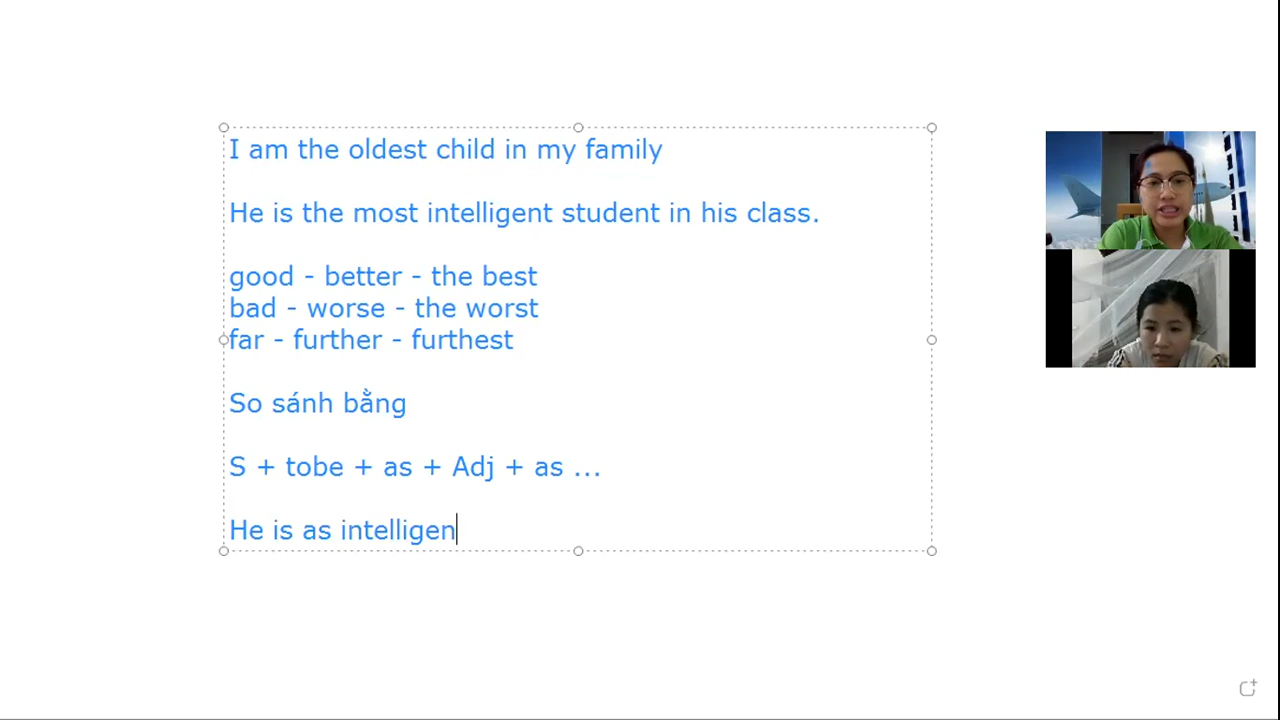 I am the oldest child in my family
He is the most intelligent student in his class.
good - better - the best
bad - worse - the worst
far - further - furthest
So sánh bằng
S + tobe + as + Adj + as ...
He is as intelligen